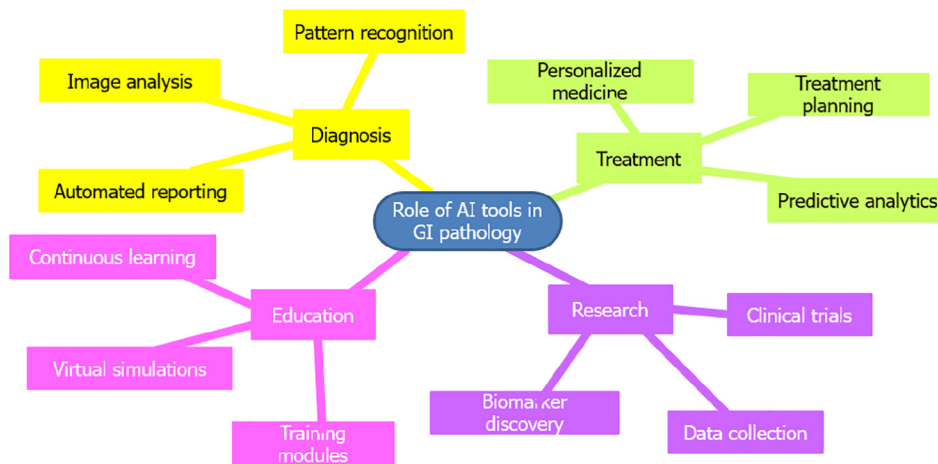 Pattern recognition
Image analysis
Diagnosis
Automated reporting
Personalized
medicine
Treatment
planning
Treatment
Predictive analytics
Role of AI tools in
GI pathology
Continuous learning
Education
Virtual simulations
Training
modules
Research
Clinical trials
Biomarker
discovery
Data collection